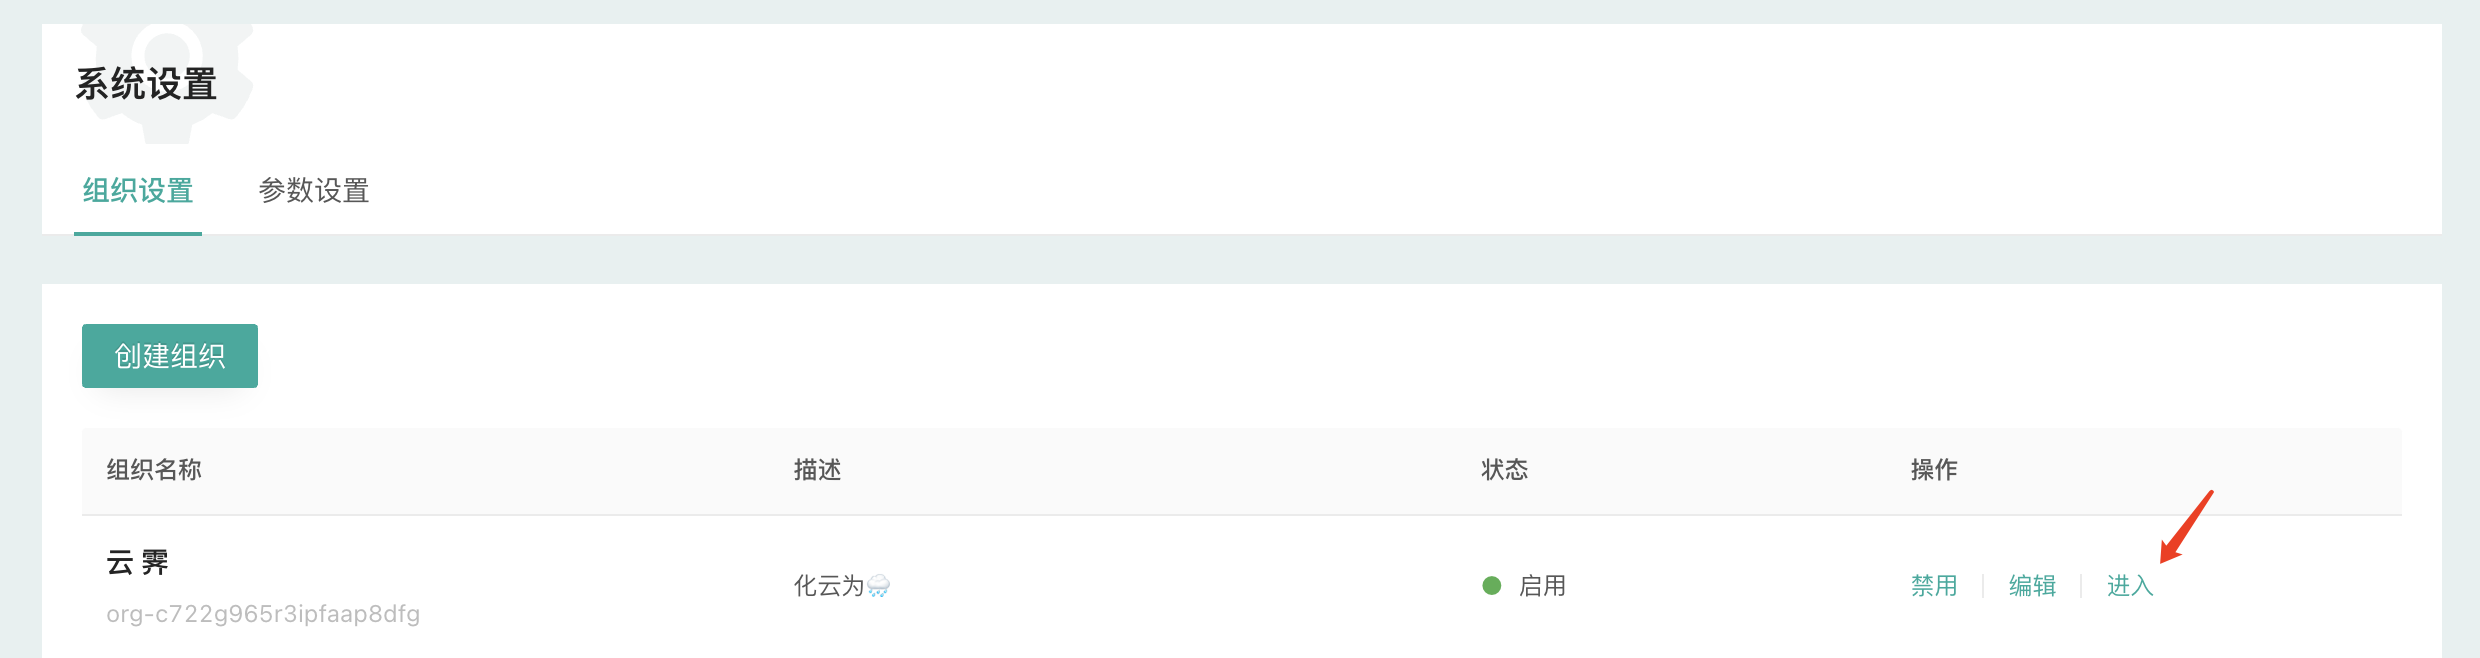 系统设置
组织设置 参数设置
创建组织
组织名称 描述 状态 操作
云 霁
org-c722g965r3ipfaap8dfg
化云为🌧️ 启用 禁用 编辑 进入